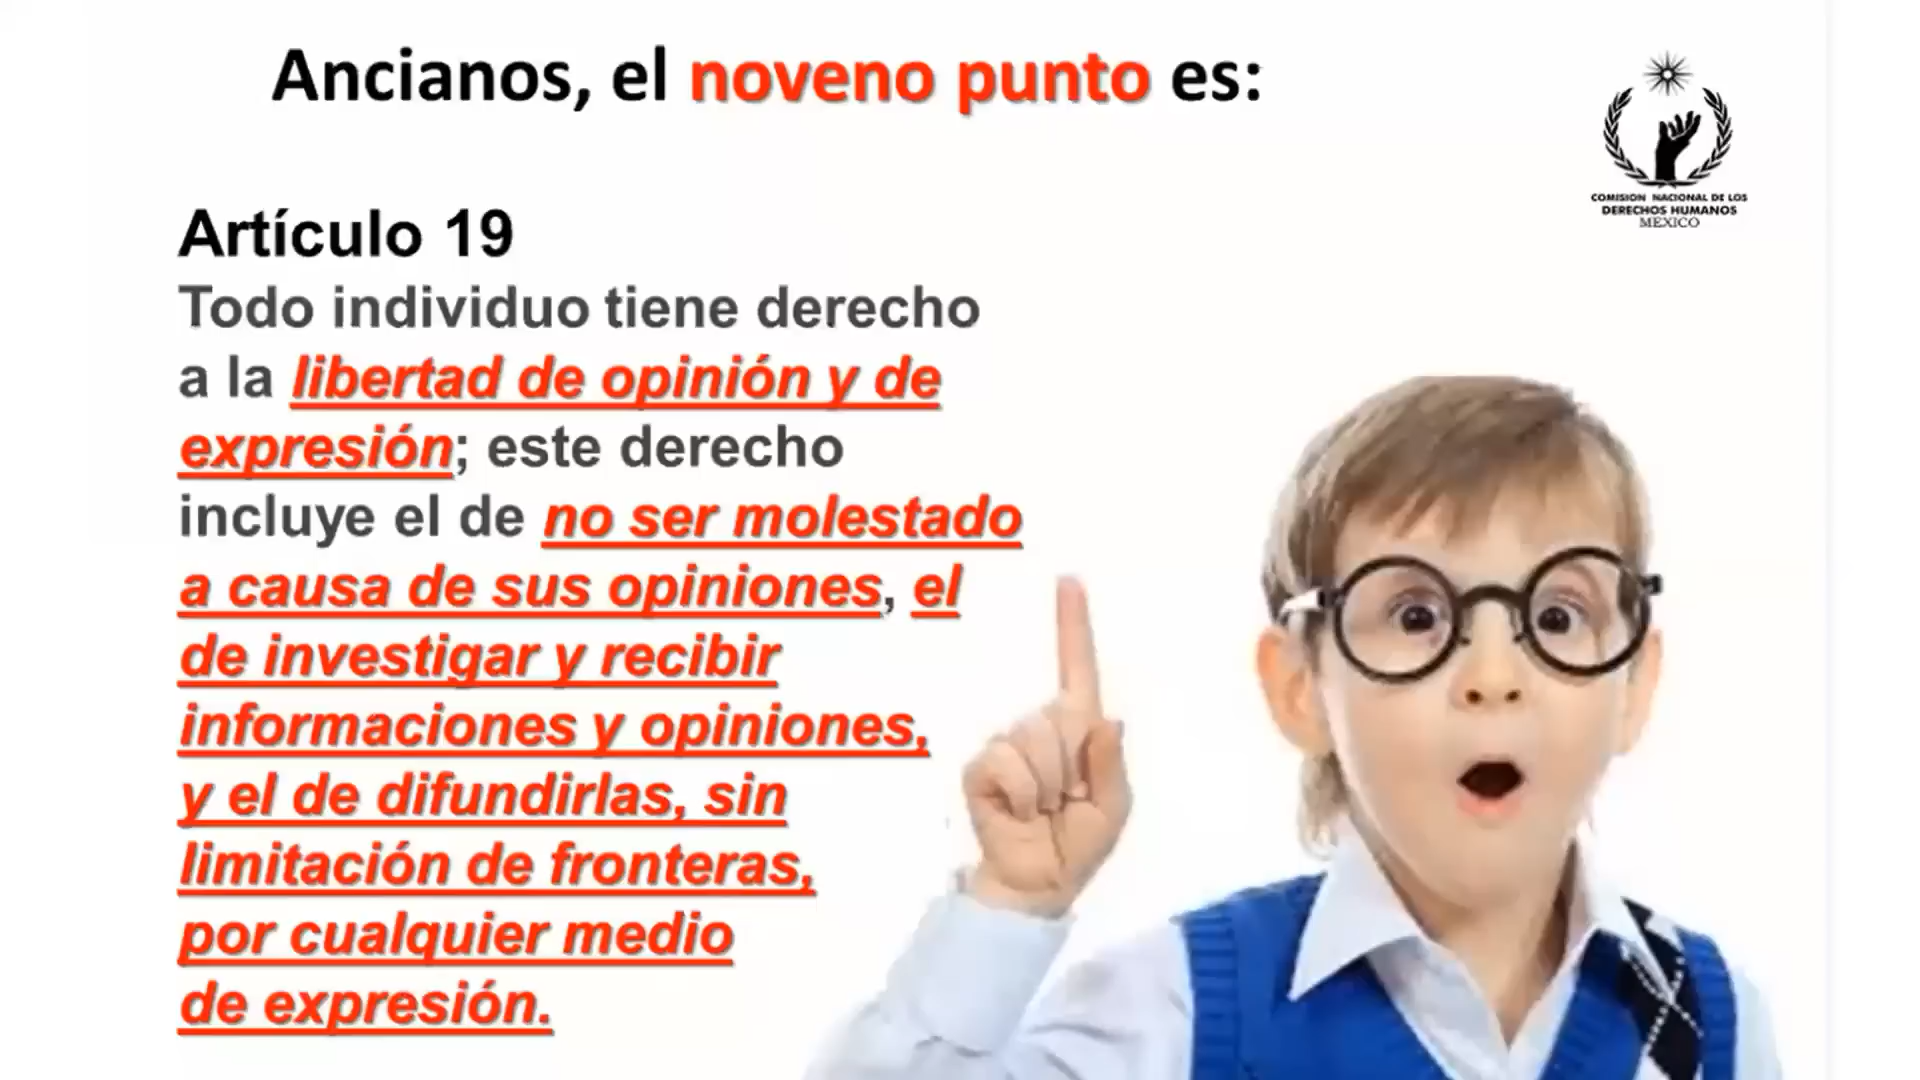 Ancianos, el noveno punto es:
COMISION NACIONAL DE LOS
DERECHOS HUMANOS
MEXICO
Artículo 19
Todo individuo tiene derecho
a la libertad de opinión y de
expresión; este derecho
incluye el de no ser molestado
a causa de sus opiniones, el
de investigar y recibir
informaciones y opiniones,
y el de difundirlas, sin
limitación de fronteras,
por cualquier medio
de expresión.